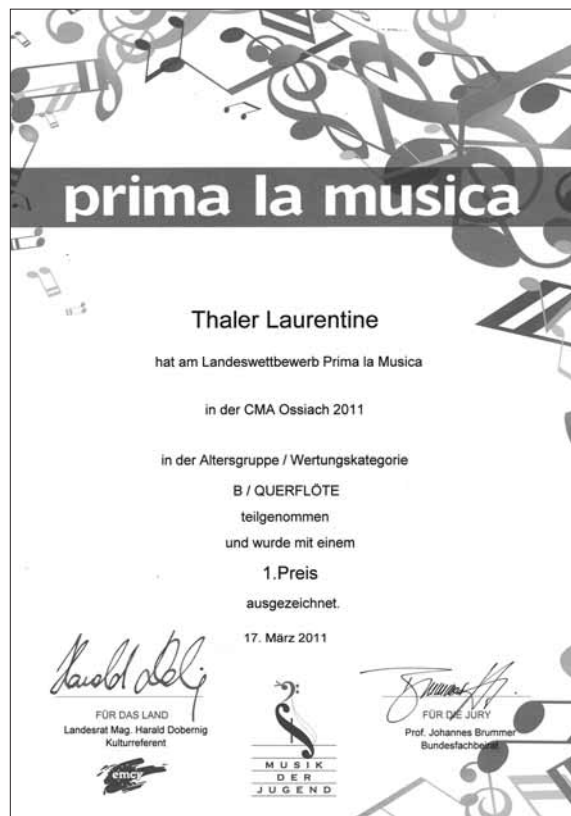 prima la musica
Thaler Laurentine
hat am Landeswettbewerb Prima la Musica
in der CMA Ossiach 2011
in der Altersgruppe / Wertungskategorie
B / QUERFLÖTE
teilgenommen
und wurde mit einem
1.Preis
ausgezeichnet.
17. März 2011
FÜR DAS LAND
Landesrat Mag. Harald Dobernig
Kulturreferent
emcy
MUSIK
DER
JUGEND
FÜR DIE JURY
Prof. Johannes Brummer
Bundesfachbeirat